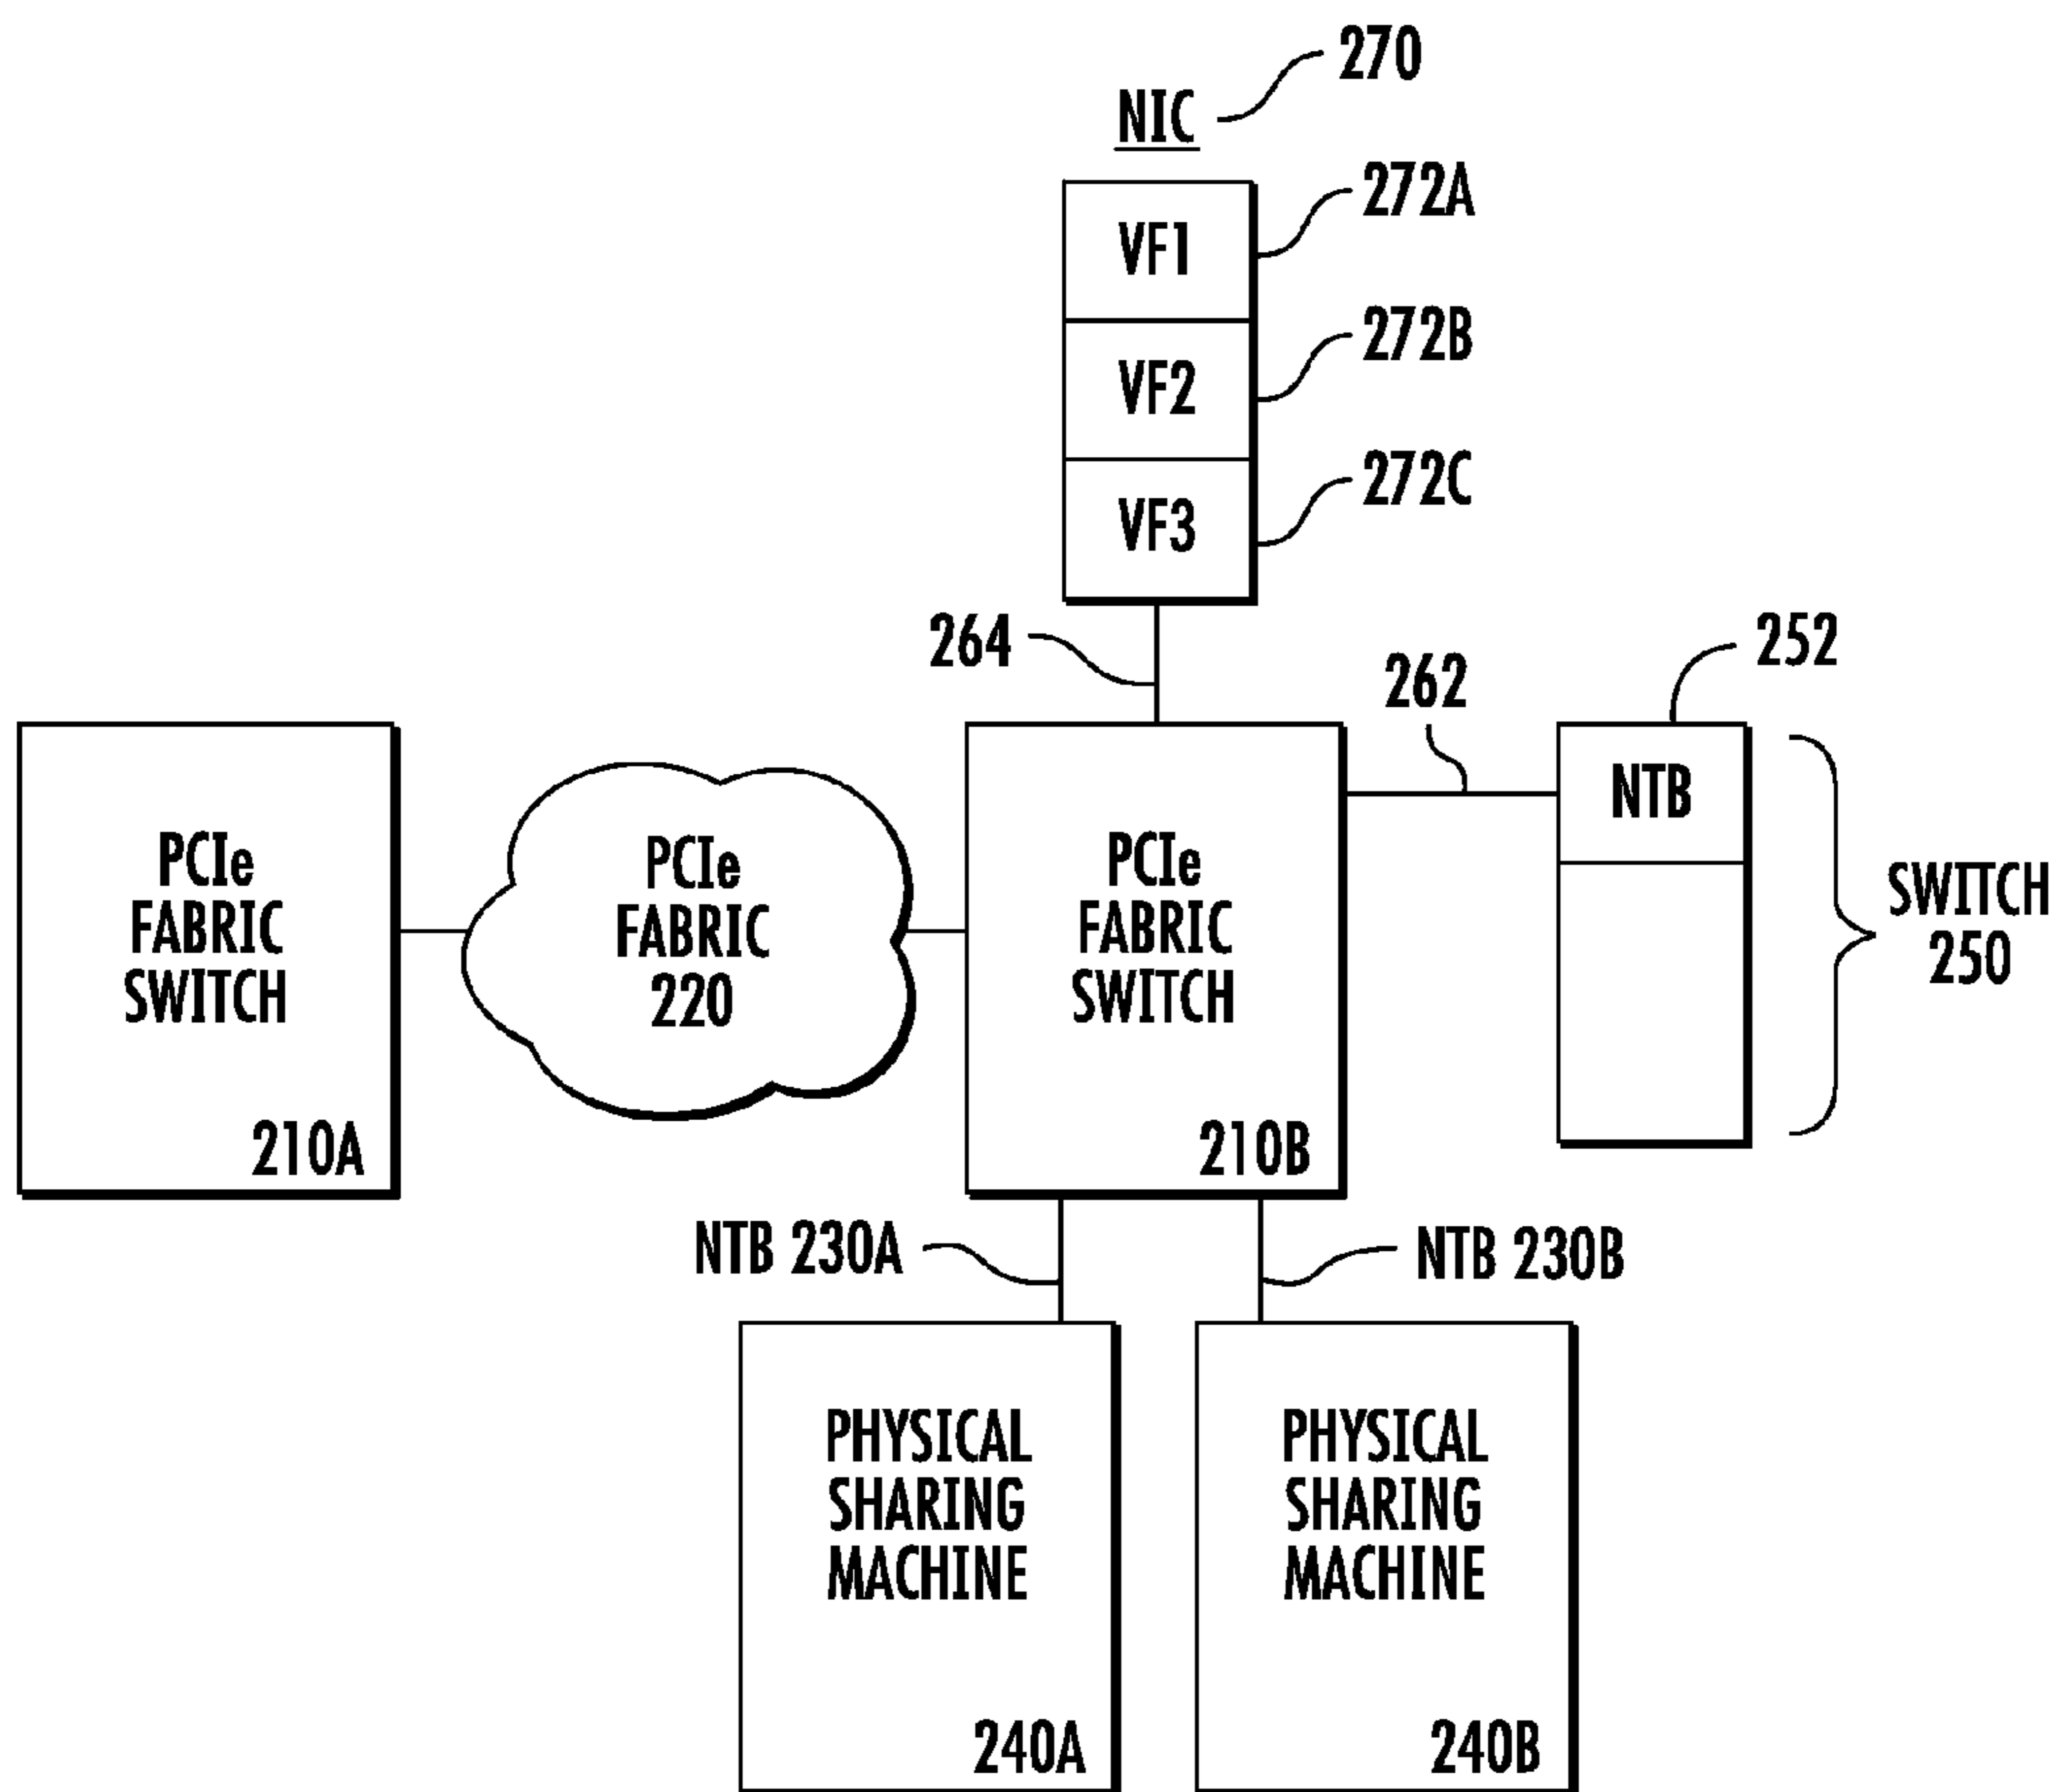 270
NIC
272A
VF1
272B
VF2
272C
VF3
264
262
252
PCIe
FABRIC
SWITCH
210A
PCIe
FABRIC
220
PCIe
FABRIC
SWITCH
210B
NTB
SWITCH
250
NTB 230A
NTB 230B
PHYSICAL
SHARING
MACHINE
240A
PHYSICAL
SHARING
MACHINE
240B